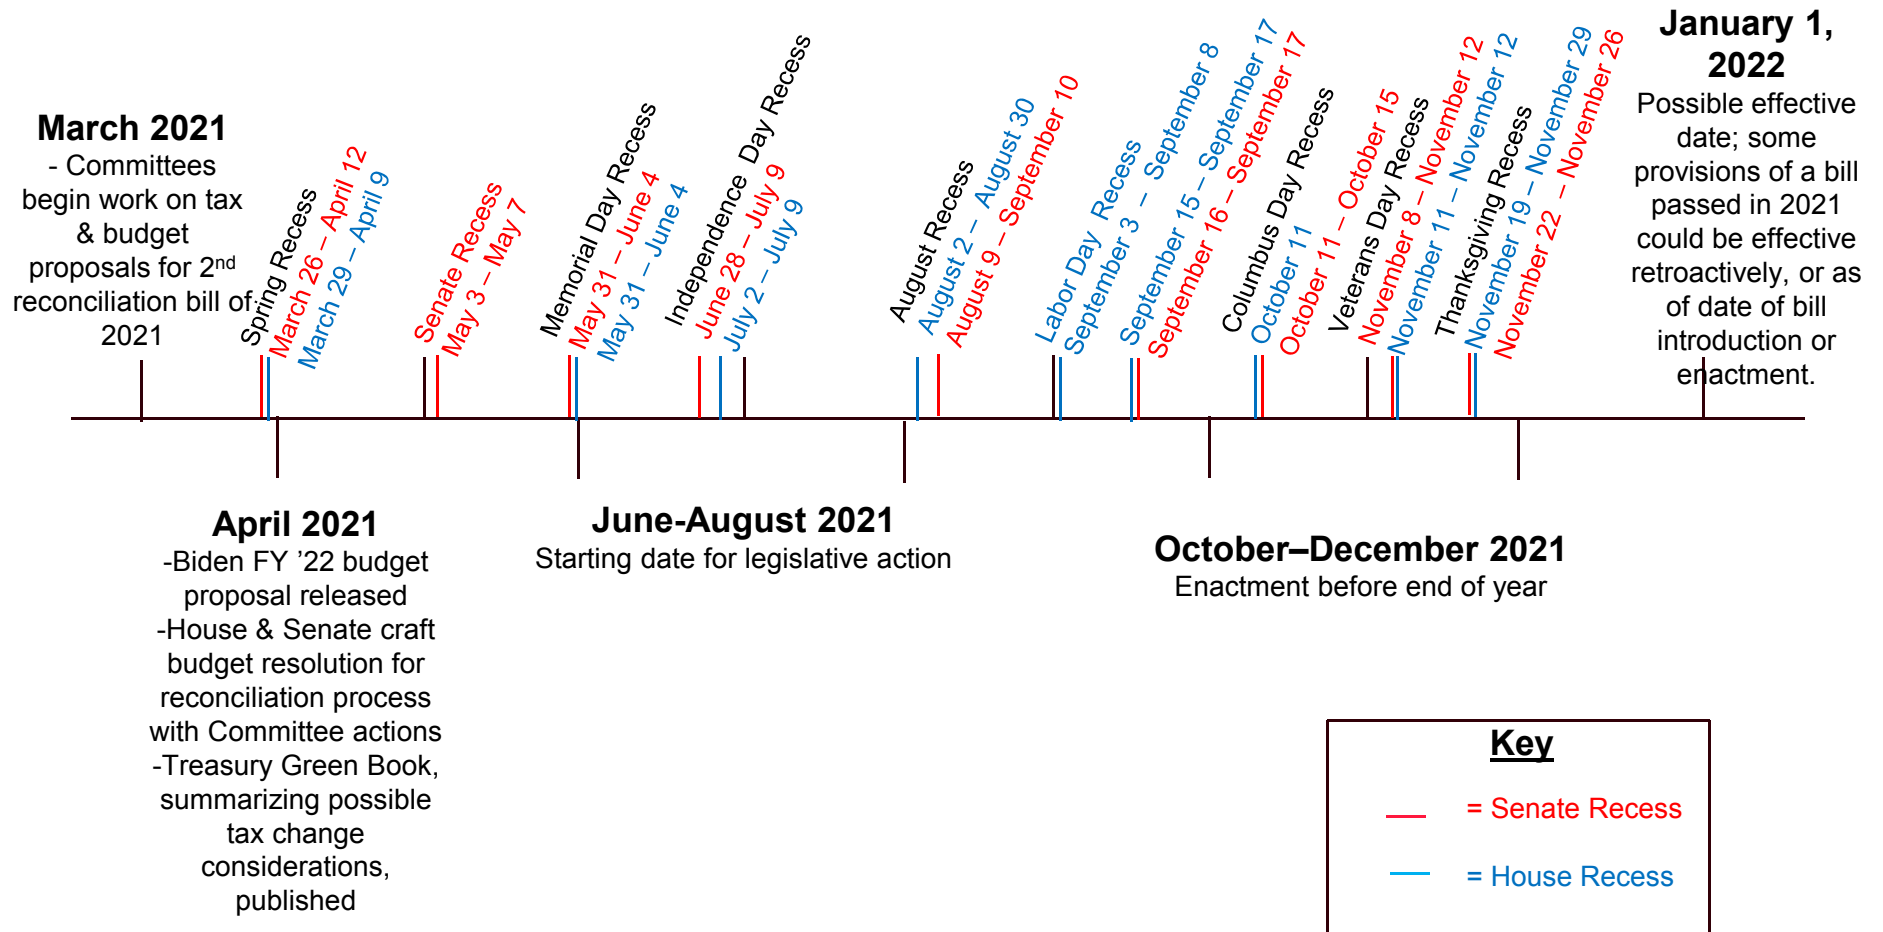 March 2021
- Committees
begin work on tax
& budget
proposals for 2nd
reconciliation bill of
2021
Spring Recess
March 26 – April 12
March 29 – April 9
Senate Recess
May 3 – May 7
Memorial Day Recess
May 31 – June 4
May 31 – June 4
Independence Day Recess
June 28 – July 9
July 2 – July 9
August Recess
August 2 – August 30
August 9 – September 10
Labor Day Recess
September 3 – September 8
September 15 – September 17
September 16 – September 17
Columbus Day Recess
October 11
October 11 – October 15
Veterans Day Recess
November 8 – November 12
November 11 – November 12
Thanksgiving Recess
November 19 – November 29
November 22 – November 26
January 1,
2022
Possible effective
date; some
provisions of a bill
passed in 2021
could be effective
retroactively, or as
of date of bill
introduction or
enactment.
April 2021
-Biden FY ’22 budget
proposal released
-House & Senate craft
budget resolution for
reconciliation process
with Committee actions
-Treasury Green Book,
summarizing possible
tax change
considerations,
published
June-August 2021
Starting date for legislative action
October–December 2021
Enactment before end of year
Key
= Senate Recess
= House Recess